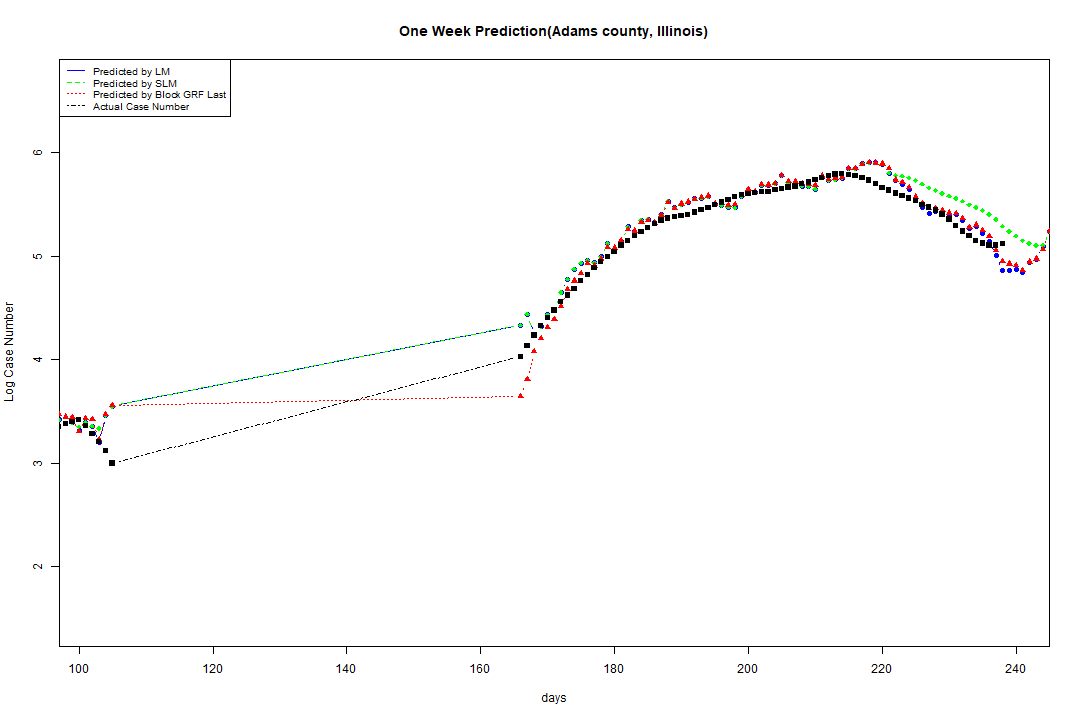 One Week Prediction(Adams county, Illinois)
Predicted by LM
Predicted by SLM
Predicted by Block GRF Last
Actual Case Number
6
5
4
3
2
Log Case Number
100 120 140 160 180 200 220 240
days